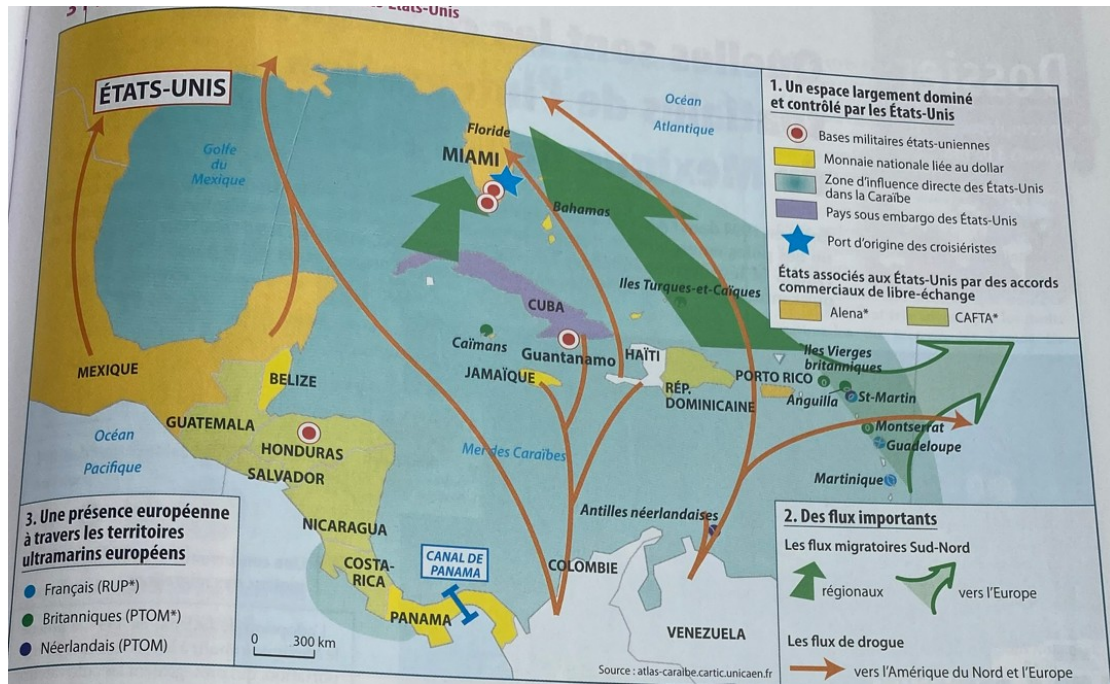 États-Unis
ÉTATS-UNIS
Golfe
du
Mexique
Floride
MIAMI
Océan
Atlantique
Bahamas
Iles Turques-et-Caïques
CUBA
Caïmans
Guantanamo
HAÏTI
JAMAÏQUE
RÉP.
DOMINICAINE
PORTO RICO
Iles Vierges
britanniques
Anguilla
St-Martin
Montserrat
Guadeloupe
Martinique
MEXIQUE
BELIZE
GUATEMALA
HONDURAS
SALVADOR
Mer des Caraïbes
Océan
Pacifique
NICARAGUA
COSTA-
RICA
CANAL DE
PANAMA
PANAMA
Antilles néerlandaises
COLOMBIE
VENEZUELA
1. Un espace largement dominé
et contrôlé par les États-Unis
Bases militaires états-uniennes
Monnaie nationale liée au dollar
Zone d'influence directe des États-Unis
dans la Caraïbe
Pays sous embargo des États-Unis
Port d'origine des croisiéristes
États associés aux États-Unis par des accords
commerciaux de libre-échange
Alena*
CAFTA*
2. Des flux importants
Les flux migratoires Sud-Nord
régionaux
vers l'Europe
Les flux de drogue
vers l'Amérique du Nord et l'Europe
3. Une présence européenne
à travers les territoires
ultramarins européens
Français (RUP*)
Britanniques (PTOM*)
Néerlandais (PTOM)
0 300 km
Source : atlas-caraibe.cartic.unicaen.fr